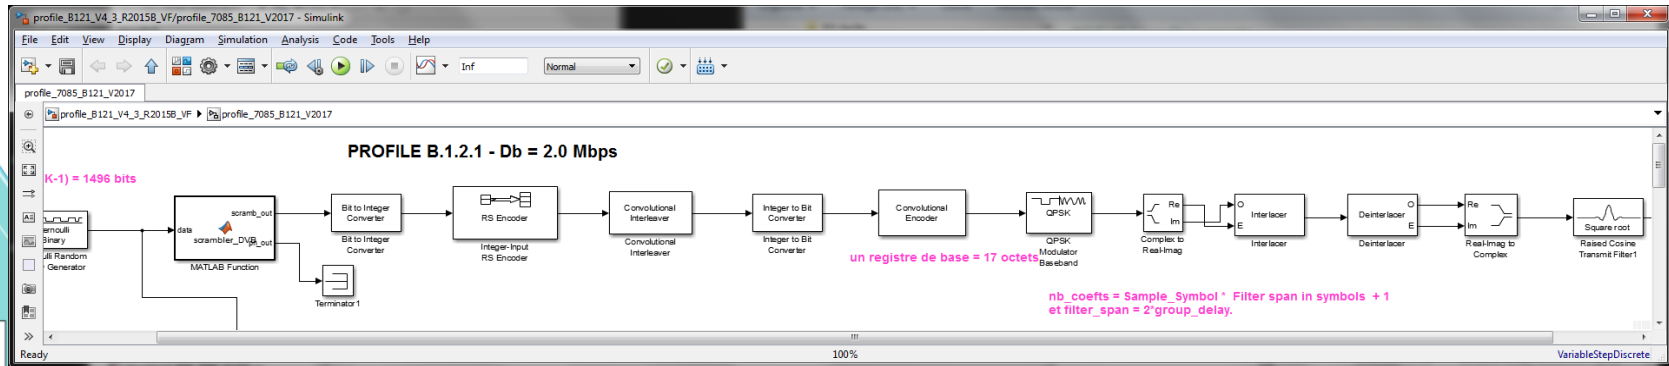 profile_B121_V4_3_R2015B_VF/profile_7085_B121_V2017 - Simulink
File Edit View Display Diagram Simulation Analysis Code Tools Help
Inf Normal
profile_7085_B121_V2017
profile_B121_V4_3_R2015B_VF profile_7085_B121_V2017
PROFILE B.1.2.1 - Db = 2.0 Mbps
K-1) = 1496 bits
ernoulli
Binary
ulli Random
Generator
data
scramb_out
scrambler_DVB
MATLAB Function
Terminator1
Bit to Integer
Converter
Bit to Integer
Converter
RS Encoder
Integer-Input
RS Encoder
Convolutional
Interleaver
Convolutional
Interleaver
Integer to Bit
Converter
Integer to Bit
Converter
Convolutional
Encoder
un registre de base = 17 octets
QPSK
QPSK
Modulator
Baseband
Re
Im
Complex to
Real-Imag
O
E
Interlacer
Interlacer
Deinterlacer
O
E
Deinterlacer
Re
Im
Real-Imag to
Complex
Square root
Raised Cosine
Transmit Filter1
nb_coefts = Sample_Symbol * Filter span in symbols + 1
et filter_span = 2*group_delay.
Ready 100% VariableStepDiscrete